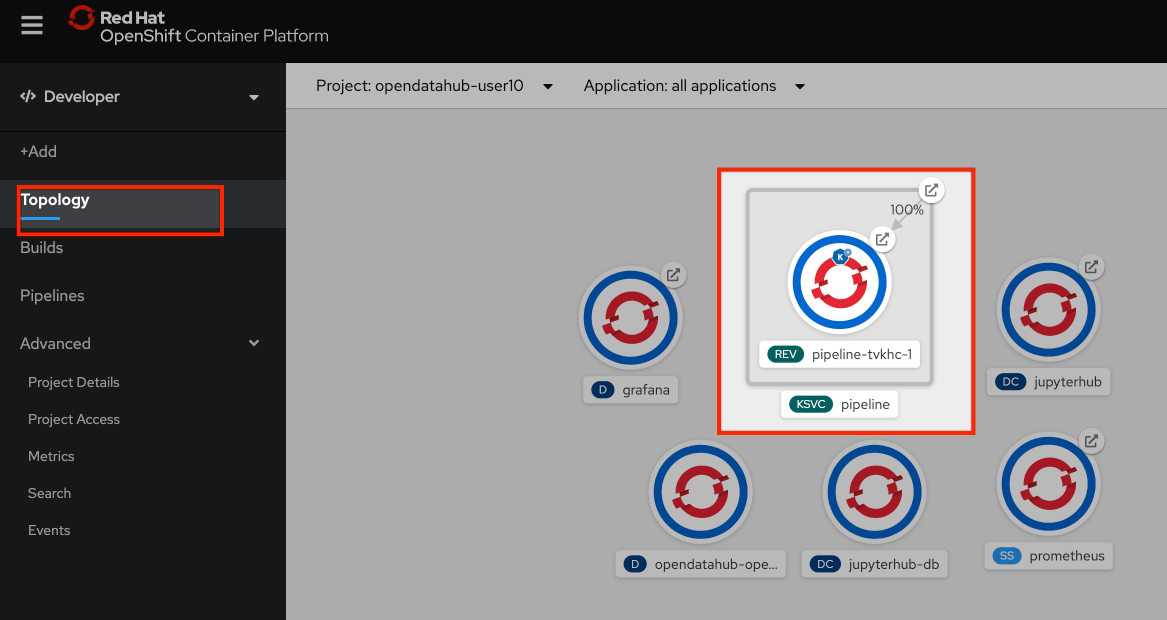 Red Hat
OpenShift Container Platform
Developer
Project: opendatahub-user10
Application: all applications
+Add
Topology
Builds
Pipelines
Advanced
Project Details
Project Access
Metrics
Search
Events
100%
K
REV pipeline-tvkhc-1
KSVC pipeline
D grafana
DC jupyterhub
D opendatahub-ope...
DC jupyterhub-db
SS prometheus